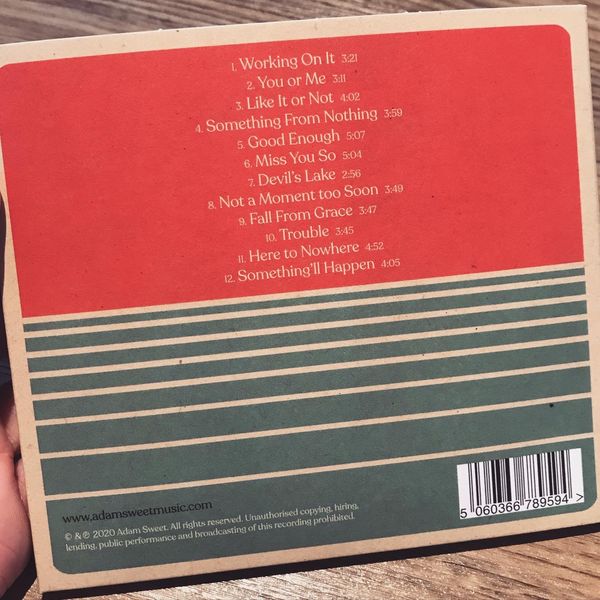 1. Working On It 3:21
2. You or Me 3:11
3. Like It or Not 4:02
4. Something From Nothing 3:59
5. Good Enough 5:07
6. Miss You So 5:04
7. Devil's Lake 2:56
8. Not a Moment too Soon 3:49
9. Fall From Grace 3:47
10. Trouble 3:45
11. Here to Nowhere 4:52
12. Something'll Happen 4:05
www.adamsweetmusic.com
© & ℗ 2020 Adam Sweet. All rights reserved. Unauthorised copying, hiring,
lending, public performance and broadcasting of this recording prohibited.
5 060366 789594 >